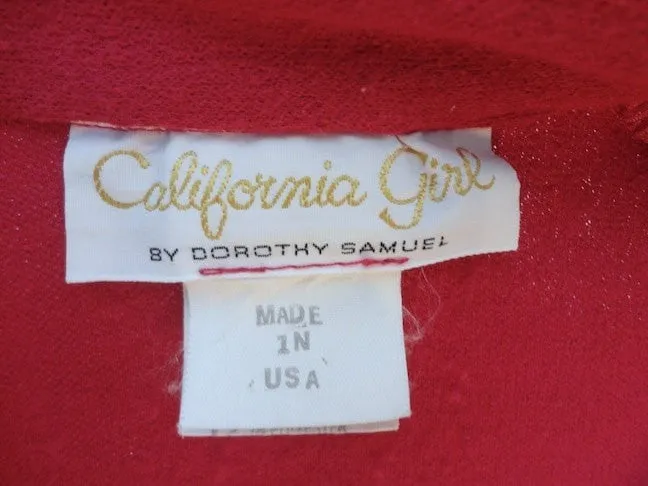 California Girl
BY DOROTHY SAMUEL
MADE
IN
USA